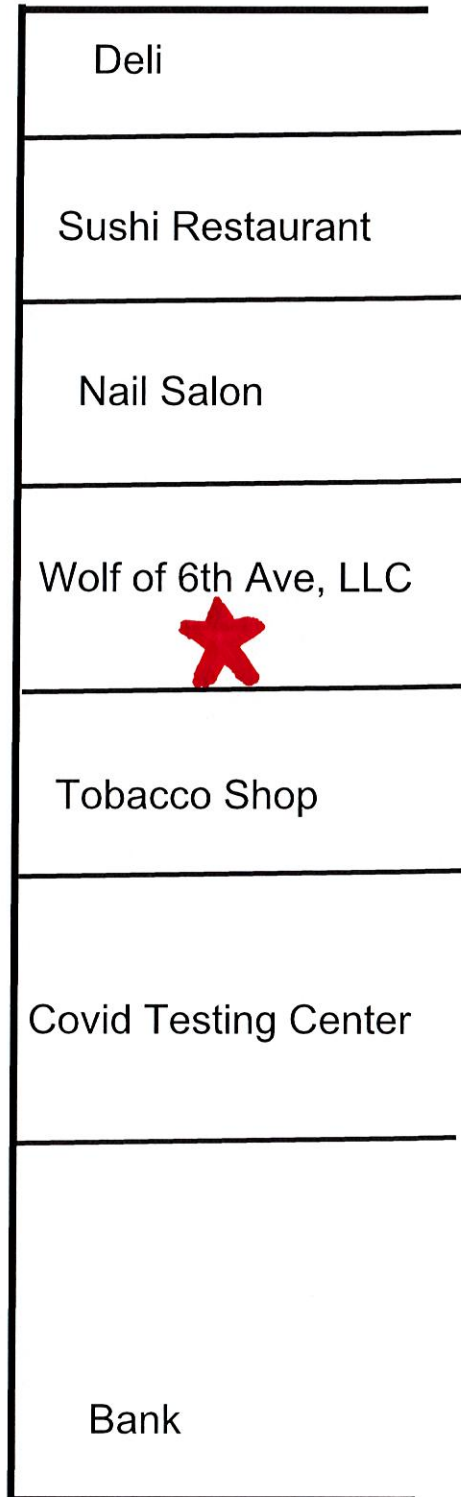 Deli
Sushi Restaurant
Nail Salon
Wolf of 6th Ave, LLC
Tobacco Shop
Covid Testing Center
Bank